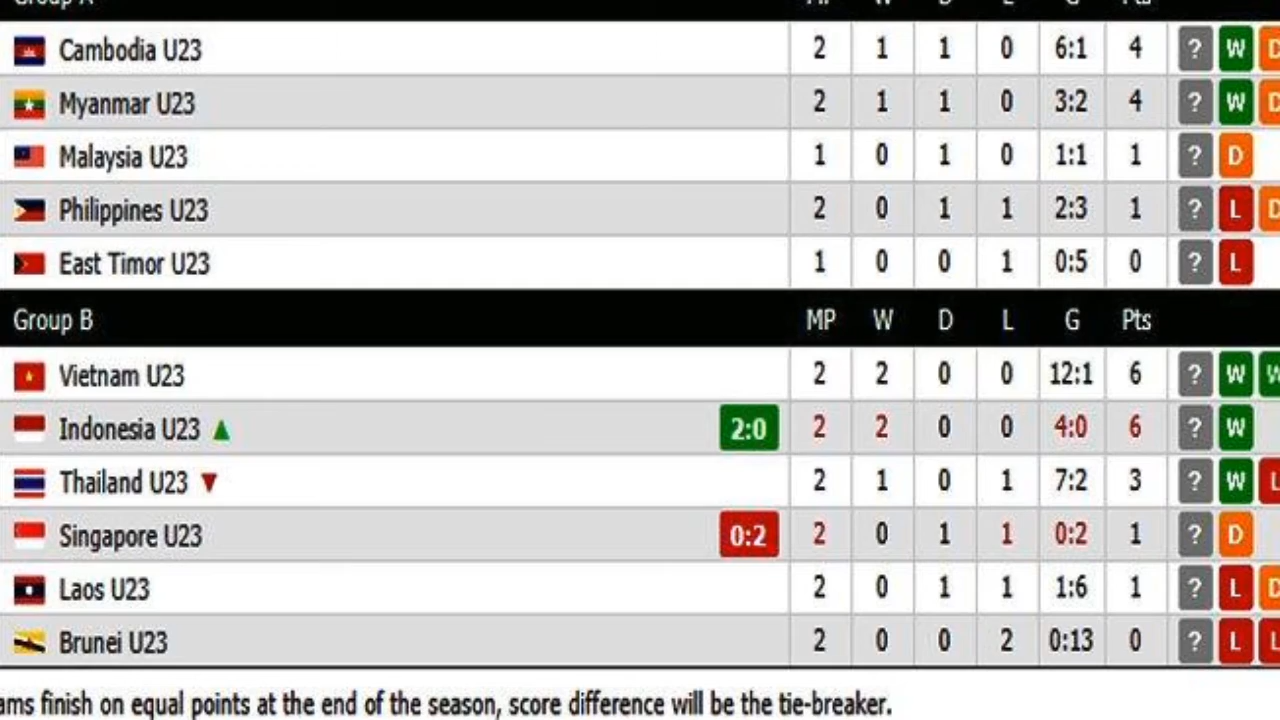 Group A MP W D L G Pts
Cambodia U23 2 1 1 0 6:1 4 ? W D
Myanmar U23 2 1 1 0 3:2 4 ? W D
Malaysia U23 1 0 1 0 1:1 1 ? D
Philippines U23 2 0 1 1 2:3 1 ? L D
East Timor U23 1 0 0 1 0:5 0 ? L
Group B MP W D L G Pts
Vietnam U23 2 2 0 0 12:1 6 ? W W
Indonesia U23 ▲ 2:0 2 2 0 0 4:0 6 ? W
Thailand U23 ▼ 2 1 0 1 7:2 3 ? W L
Singapore U23 0:2 2 0 1 1 0:2 1 ? D
Laos U23 2 0 1 1 1:6 1 ? L D
Brunei U23 2 0 0 2 0:13 0 ? L L
ams finish on equal points at the end of the season, score difference will be the tie-breaker.